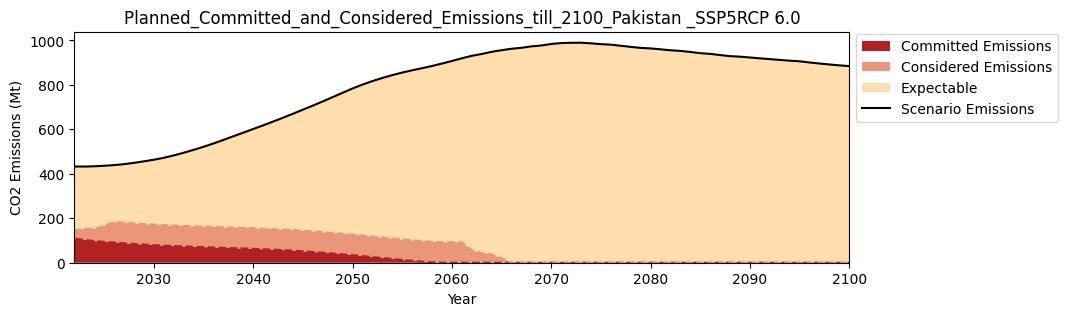 Planned_Committed_and_Considered_Emissions_till_2100_Pakistan _SSP5RCP 6.0
1000
800
600
400
200
0
CO2 Emissions (Mt)
2030 2040 2050 2060 2070 2080 2090 2100
Year
Committed Emissions
Considered Emissions
Expectable
Scenario Emissions